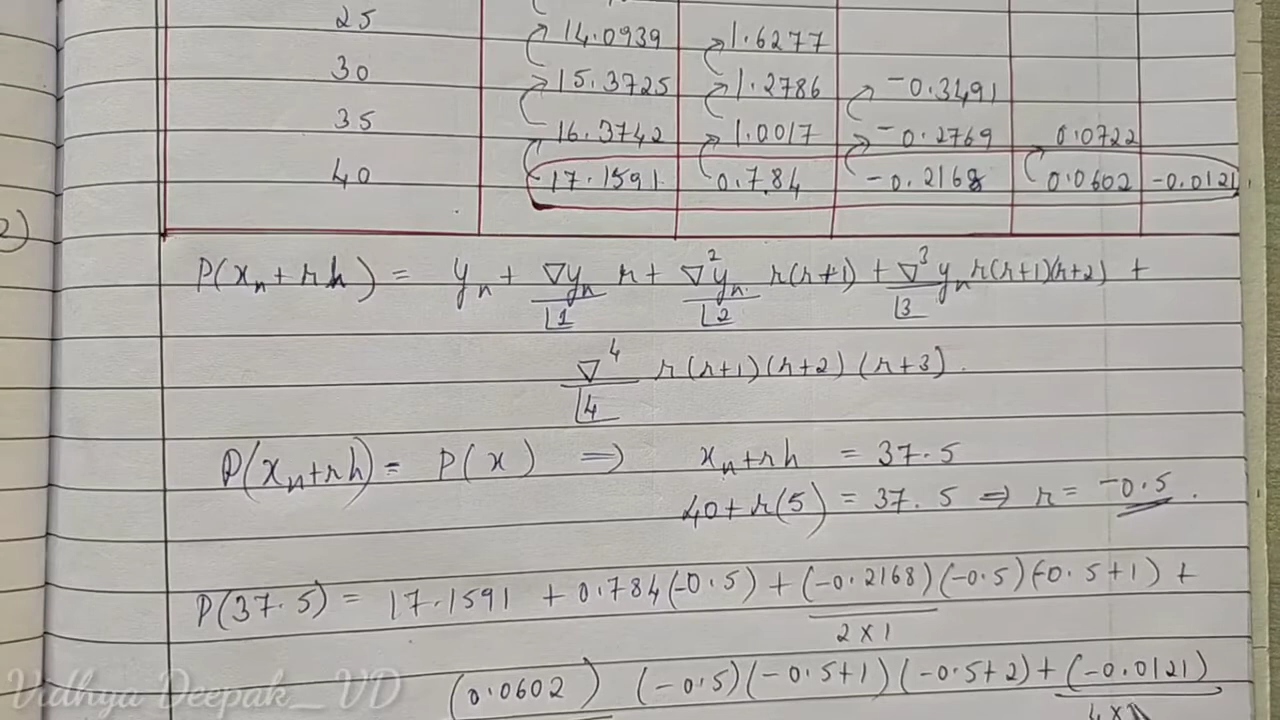 25
14.0939 1.6277
30
15.3725 1.2786 -0.3491
35
16.3742 1.0017 -0.2769 0.0722
40
17.1591 0.784 -0.2168 0.0602 -0.0121
2)
P(xₙ+rh) = yₙ + ∇yₙ/⌊1 r + ∇²yₙ/⌊2 r(r+1) + ∇³yₙ/⌊3 r(r+1)(r+2) +
∇⁴/⌊4 r(r+1)(r+2)(r+3).
P(xₙ+rh) = P(x) ⇒ xₙ+rh = 37.5
40+r(5) = 37.5 ⇒ r = -0.5.
P(37.5) = 17.1591 + 0.784(-0.5) + (-0.2168)/2×1 (-0.5)(-0.5+1) +
(0.0602) (-0.5)(-0.5+1)(-0.5+2) + (-0.0121)
Vidhya Deepak_ VD